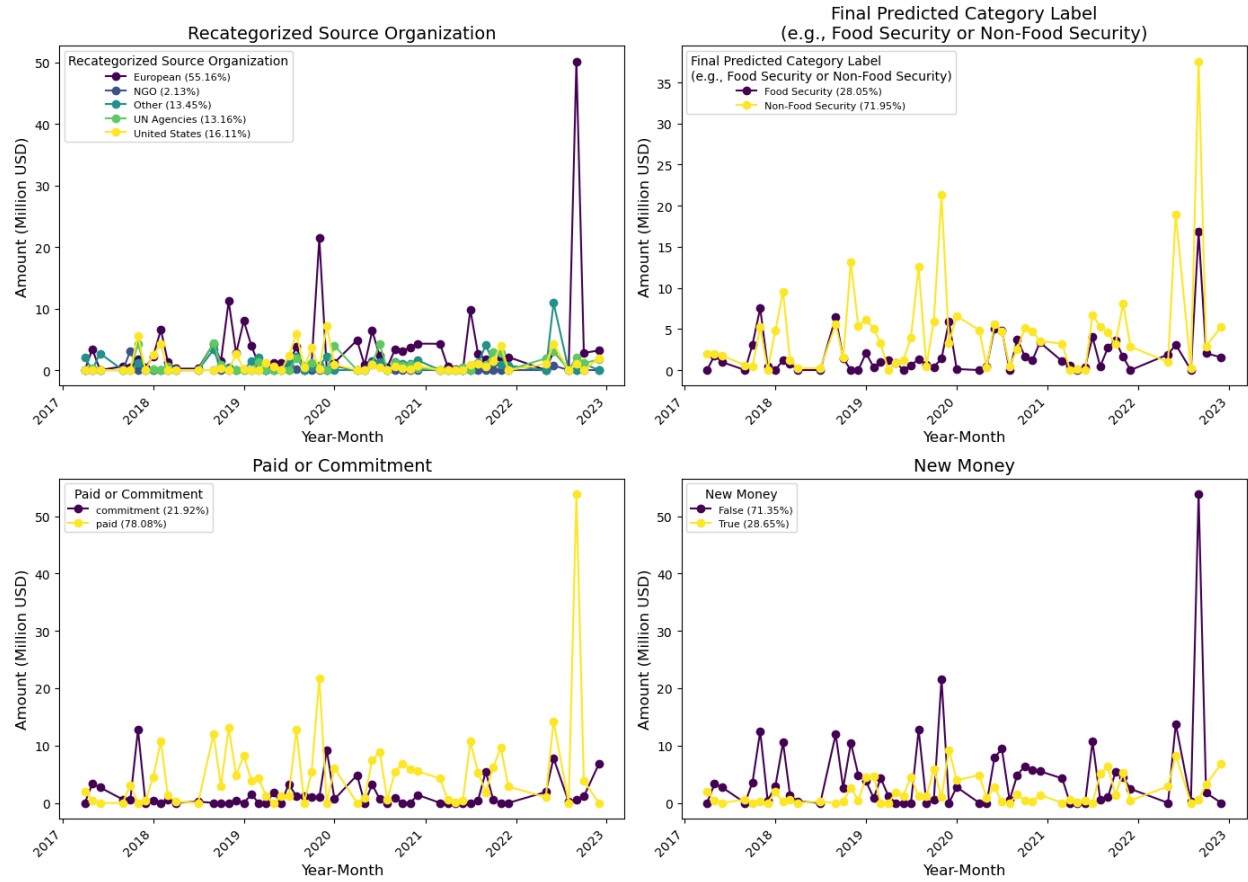 Recategorized Source Organization
Recategorized Source Organization
European (55.16%)
NGO (2.13%)
Other (13.45%)
UN Agencies (13.16%)
United States (16.11%)
Amount (Million USD)
50
40
30
20
10
0
2017
2018
2019
2020
2021
2022
2023
Year-Month
Final Predicted Category Label
(e.g., Food Security or Non-Food Security)
Final Predicted Category Label
(e.g., Food Security or Non-Food Security)
Food Security (28.05%)
Non-Food Security (71.95%)
Amount (Million USD)
35
30
25
20
15
10
5
0
2017
2018
2019
2020
2021
2022
2023
Year-Month
Paid or Commitment
Paid or Commitment
commitment (21.92%)
paid (78.08%)
Amount (Million USD)
50
40
30
20
10
0
2017
2018
2019
2020
2021
2022
2023
Year-Month
New Money
New Money
False (71.35%)
True (28.65%)
Amount (Million USD)
50
40
30
20
10
0
2017
2018
2019
2020
2021
2022
2023
Year-Month